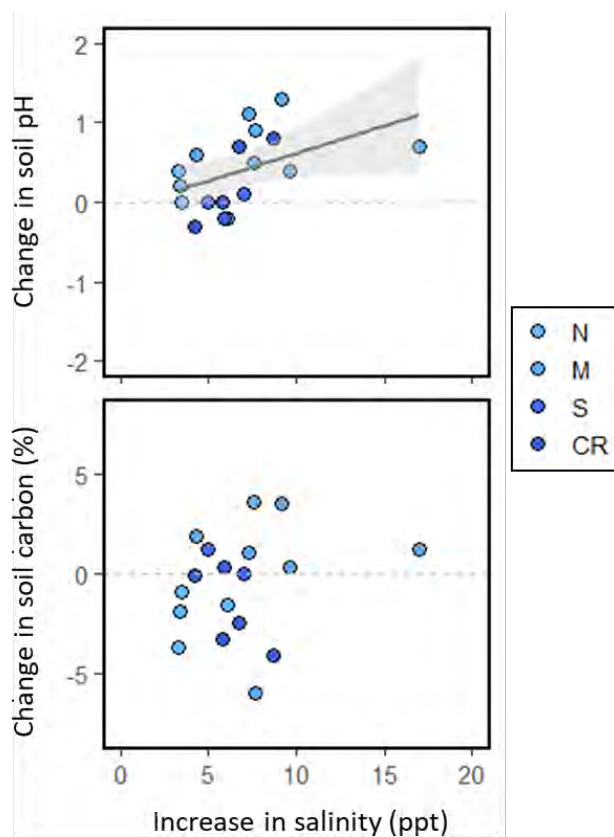 Change in soil pH
2
1
0
-1
-2
Change in soil carbon (%)
5
0
-5
0 5 10 15 20
Increase in salinity (ppt)
N
M
S
CR